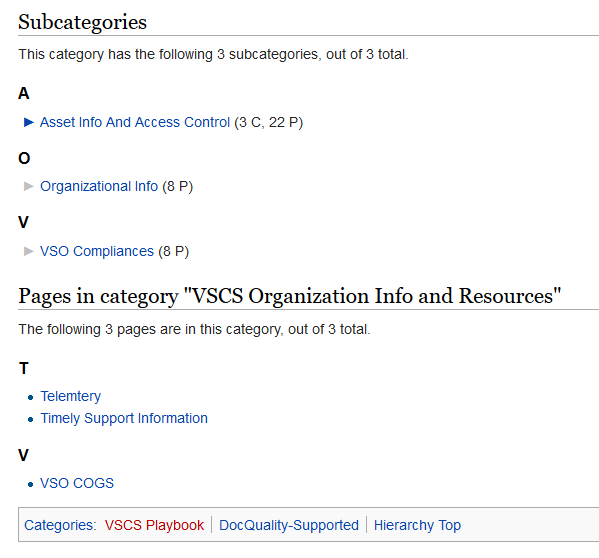 Subcategories
This category has the following 3 subcategories, out of 3 total.
A
► Asset Info And Access Control (3 C, 22 P)
O
► Organizational Info (8 P)
V
► VSO Compliances (8 P)
Pages in category "VSCS Organization Info and Resources"
The following 3 pages are in this category, out of 3 total.
T
• Telemtery
• Timely Support Information
V
• VSO COGS
Categories: VSCS Playbook | DocQuality-Supported | Hierarchy Top